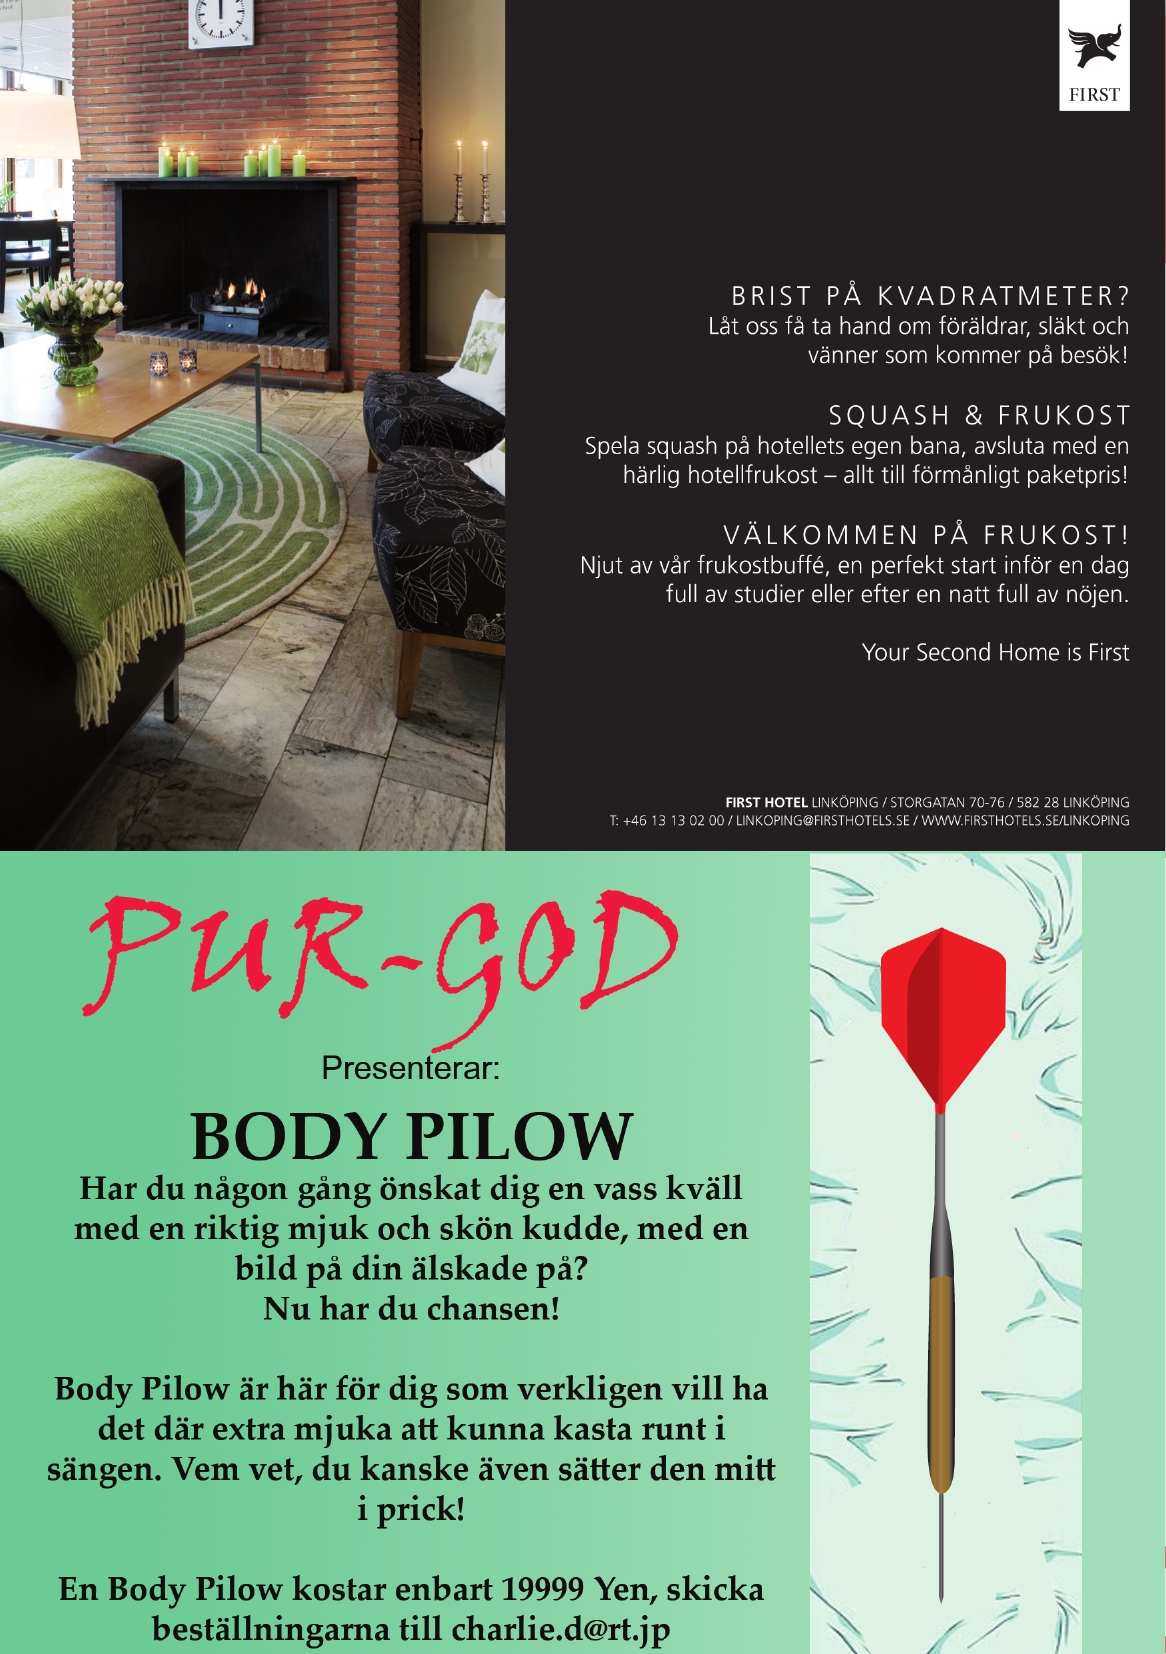 FIRST
BRIST PÅ KVADRATMETER?
Låt oss få ta hand om föräldrar, släkt och
vänner som kommer på besök!
SQUASH & FRUKOST
Spela squash på hotellets egen bana, avsluta med en
härlig hotellfrukost – allt till förmånligt paketpris!
VÄLKOMMEN PÅ FRUKOST!
Njut av vår frukostbuffé, en perfekt start inför en dag
full av studier eller efter en natt full av nöjen.
Your Second Home is First
FIRST HOTEL LINKÖPING / STORGATAN 70-76 / 582 28 LINKÖPING
T: +46 13 13 02 00 / LINKOPING@FIRSTHOTELS.SE / WWW.FIRSTHOTELS.SE/LINKOPING
PUR-GOD
Presenterar:
BODY PILOW
Har du någon gång önskat dig en vass kväll
med en riktig mjuk och skön kudde, med en
bild på din älskade på?
Nu har du chansen!
Body Pilow är här för dig som verkligen vill ha
det där extra mjuka att kunna kasta runt i
sängen. Vem vet, du kanske även sätter den mitt
i prick!
En Body Pilow kostar enbart 19999 Yen, skicka
beställningarna till charlie.d@rt.jp